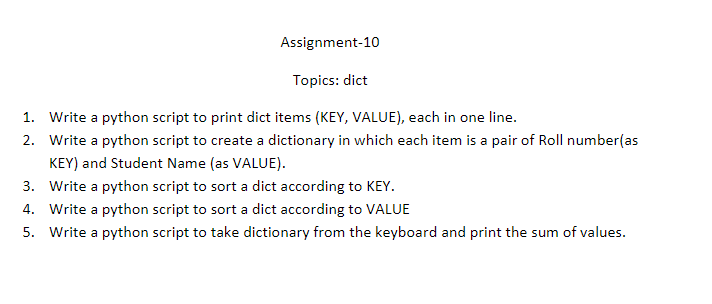 Assignment-10
Topics: dict
1. Write a python script to print dict items (KEY, VALUE), each in one line.
2. Write a python script to create a dictionary in which each item is a pair of Roll number(as
KEY) and Student Name (as VALUE).
3. Write a python script to sort a dict according to KEY.
4. Write a python script to sort a dict according to VALUE
5. Write a python script to take dictionary from the keyboard and print the sum of values.